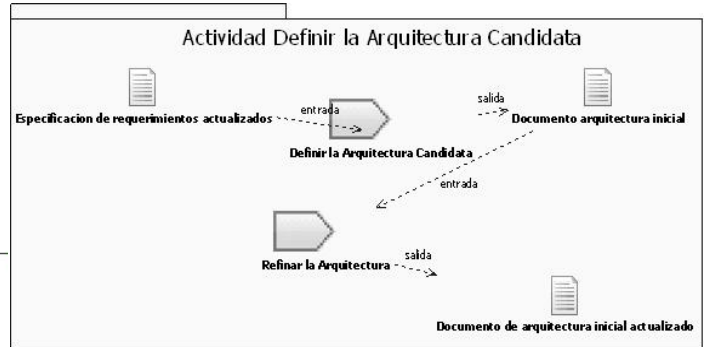 Actividad Definir la Arquitectura Candidata
entrada
salida
Especificacion de requerimientos actualizados
Documento arquitectura inicial
Definir la Arquitectura Candidata
entrada
salida
Refinar la Arquitectura
Documento de arquitectura inicial actualizado